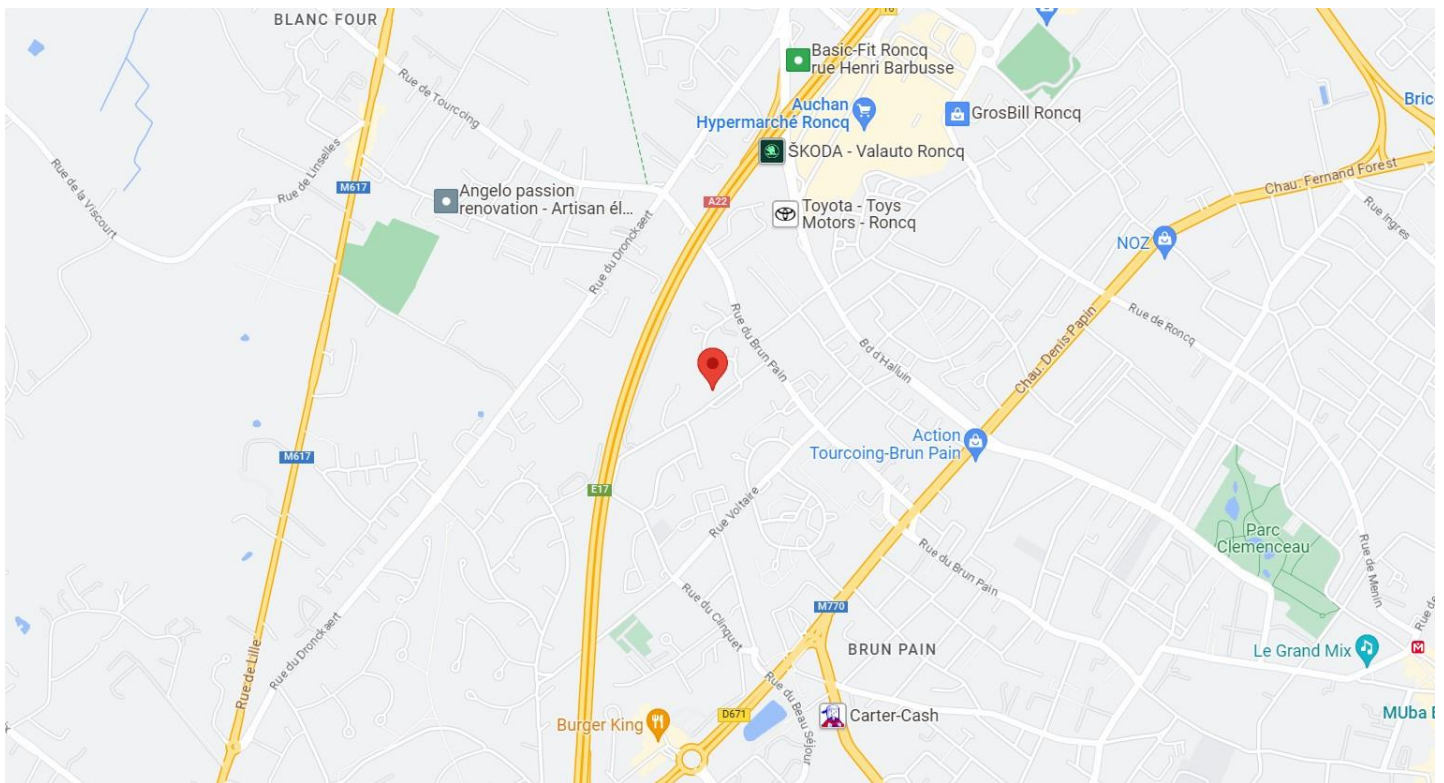 BLANC FOUR
16
Basic-Fit Roncq
rue Henri Barbusse
Rue de Tourcoing
Auchan
Hypermarché Roncq
GrosBill Roncq
Bric
ŠKODA - Valauto Roncq
Rue de Linselles
Rue de la Viscourt
M617
Angelo passion
renovation - Artisan él...
A22
Toyota - Toys
Motors - Roncq
Chau. Fernand Forest
Rue Ingres
NOZ
Rue du Dronckaert
Rue du Brun Pain
Rue de Roncq
Bd d'Halluin
Chau. Denis Papin
Action
Tourcoing-Brun Pain
M617
E17
Rue Voltaire
Parc
Clemenceau
Rue du Brun Pain
Rue de Menin
Rue du Clinquet
M770
Rue de
BRUN PAIN
Le Grand Mix
M
Rue de Lille
Rue du Dronckaert
Rue du Beau Séjour
D671
Burger King
Carter-Cash
MUba E